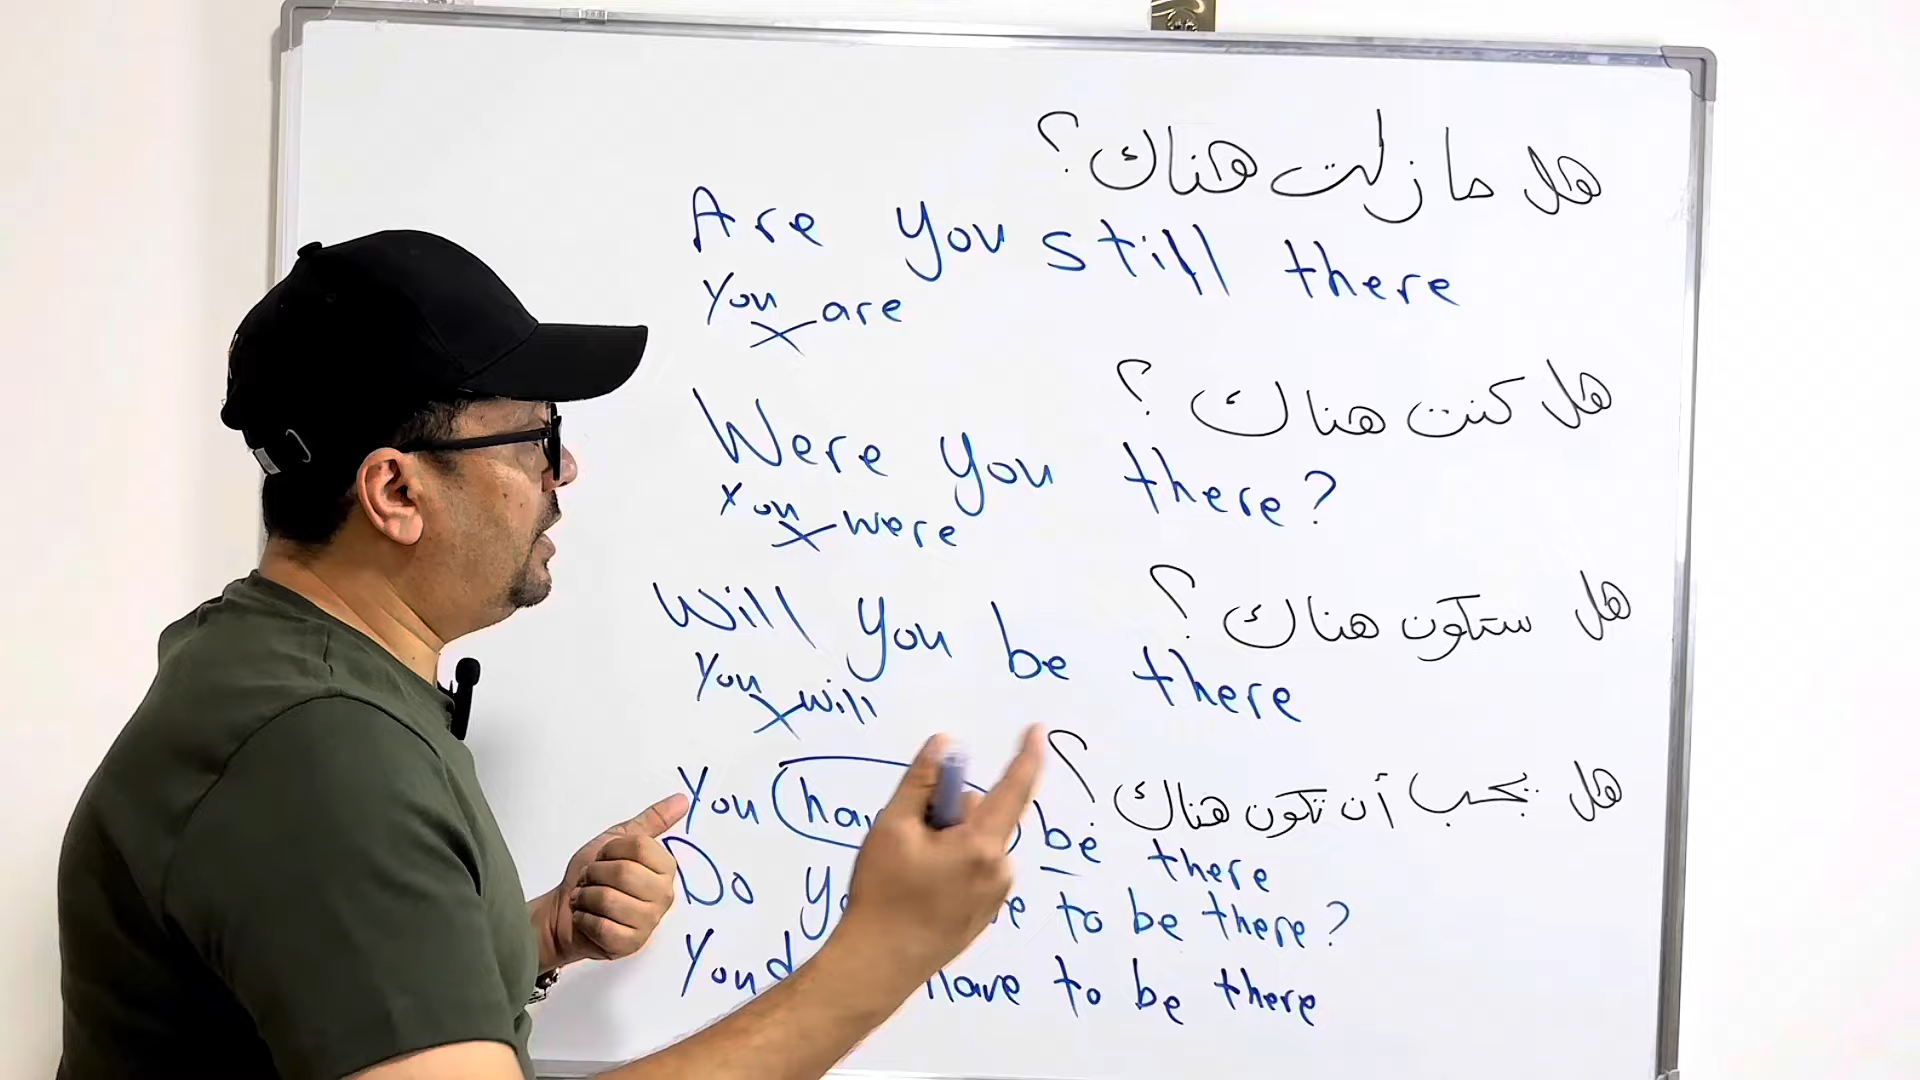 هل ما زلت هناك؟
Are you still there
You are
هل كنت هناك؟
Were you there?
You were
هل ستكون هناك؟
Will you be there
You will
هل يجب أن تكون هناك؟
You be there
Do to be there?
You have to be there